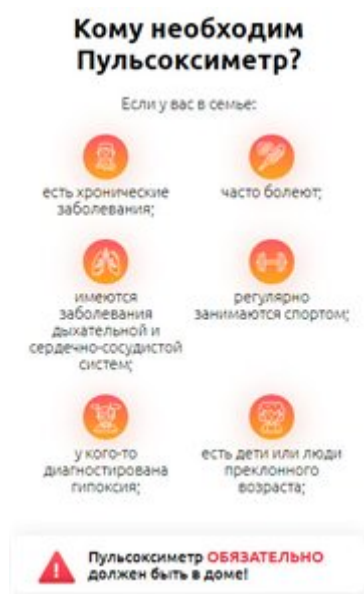 Кому необходим
Пульсоксиметр?
Если у вас в семье:
есть хронические
заболевания;
часто болеют;
имеются
заболевания
дыхательной и
сердечно-сосудистой
систем;
регулярно
занимаются спортом;
у кого-то
диагностирована
гипоксия;
есть дети или люди
преклонного
возраста;
Пульсоксиметр ОБЯЗАТЕЛЬНО
должен быть в доме!